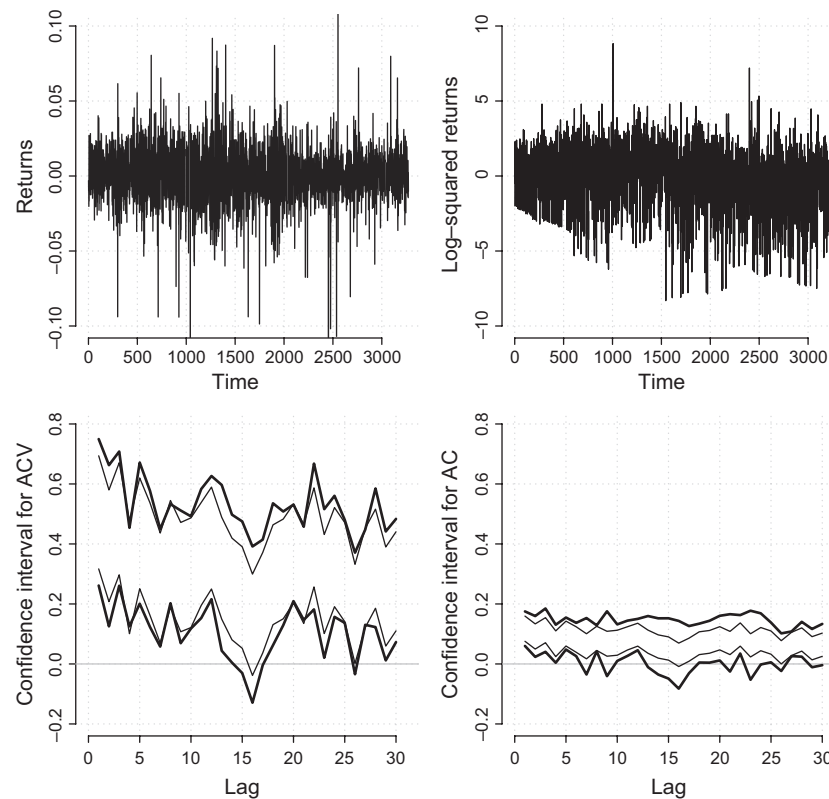 Returns
0.10
0.05
0.00
−0.05
−0.10
0 500 1000 1500 2000 2500 3000
Time
Log–squared returns
10
5
0
−5
−10
0 500 1000 1500 2000 2500 3000
Time
Confidence interval for ACV
0.8
0.6
0.4
0.2
0.0
−0.2
0 5 10 15 20 25 30
Lag
Confidence interval for AC
0.8
0.6
0.4
0.2
0.0
−0.2
0 5 10 15 20 25 30
Lag